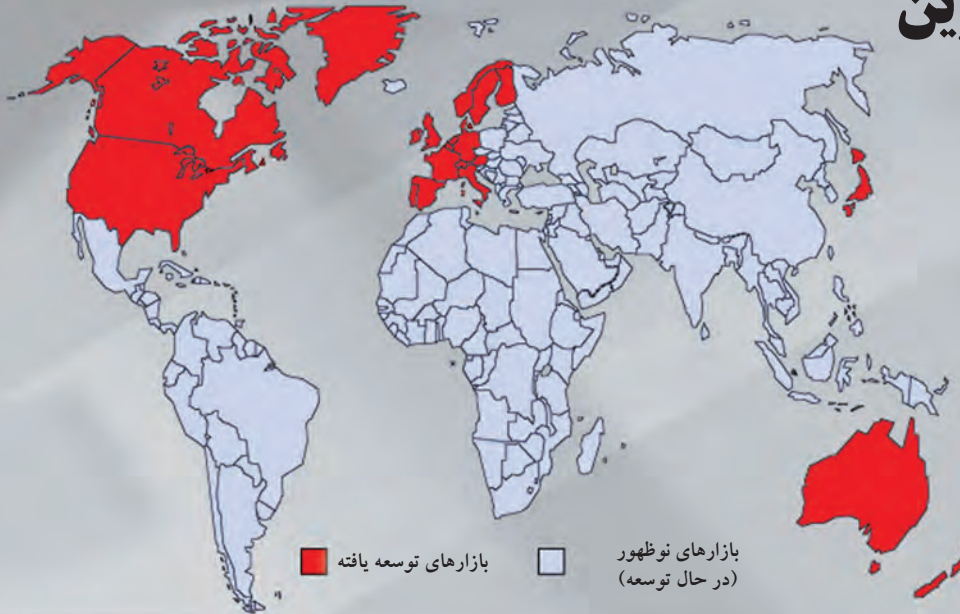 بازارهای نوظهور
(در حال توسعه)
بازارهای توسعه یافته